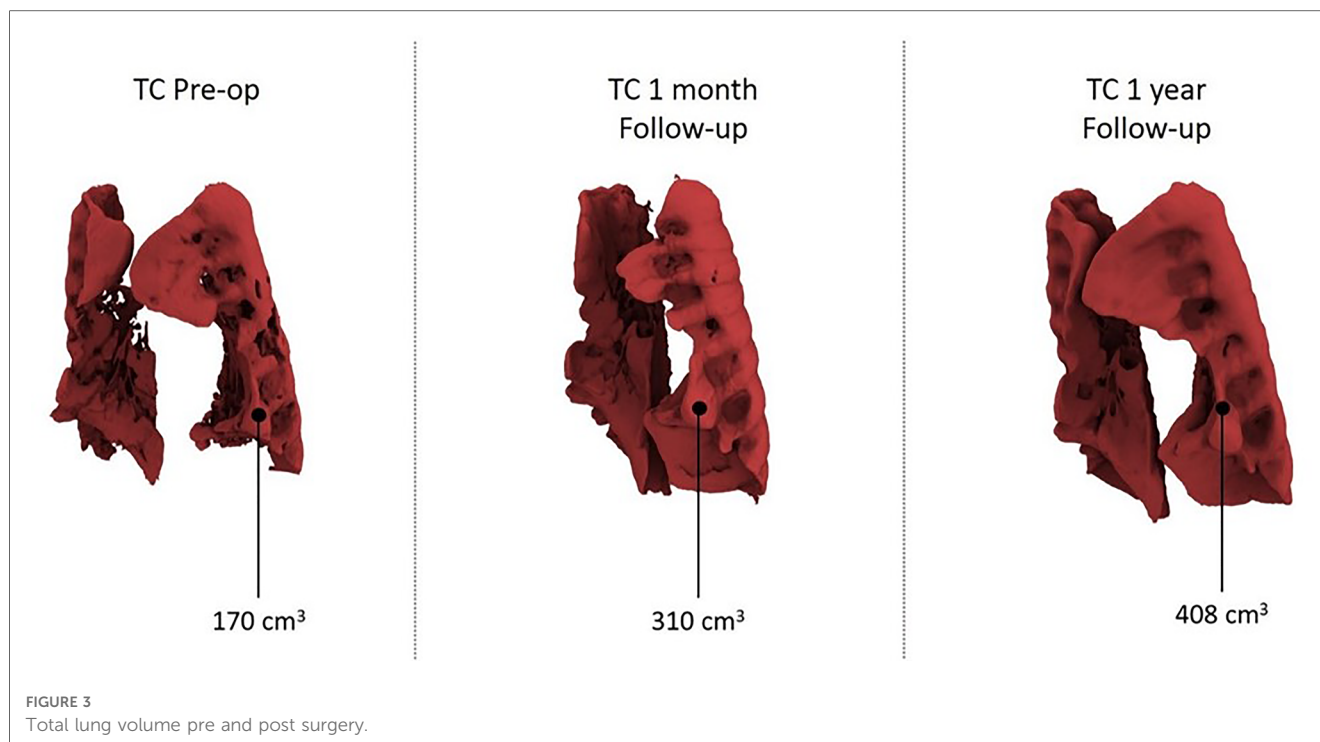 TC Pre-op
TC 1 month
Follow-up
TC 1 year
Follow-up
170 cm³
310 cm³
408 cm³
FIGURE 3
Total lung volume pre and post surgery.